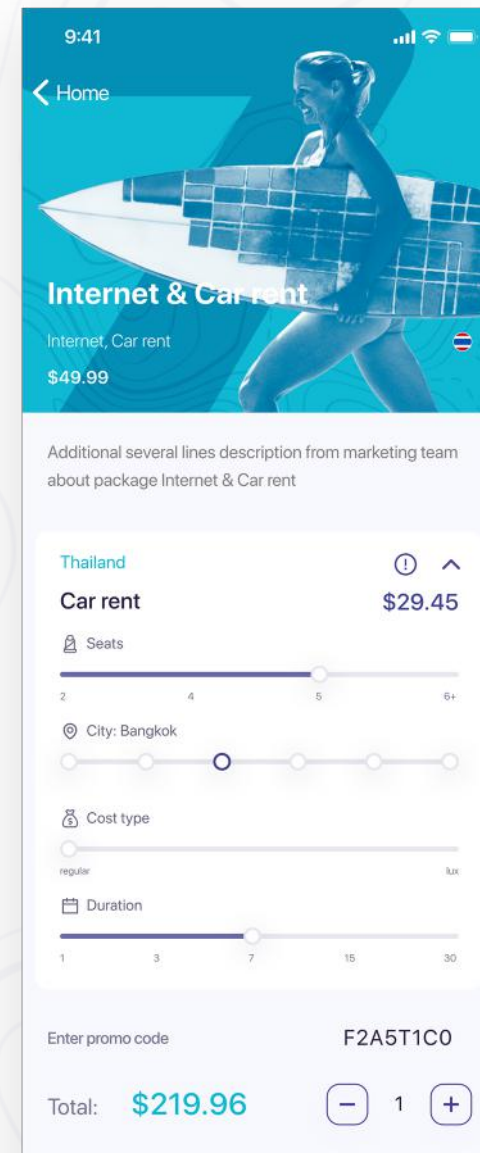 9:41
Home
Internet & Car rent
Internet, Car rent
$49.99
Additional several lines description from marketing team
about package Internet & Car rent
Thailand
Car rent $29.45
Seats
2 4 5 6+
City: Bangkok
Cost type
regular lux
Duration
1 3 7 15 30
Enter promo code F2A5T1C0
Total: $219.96 1